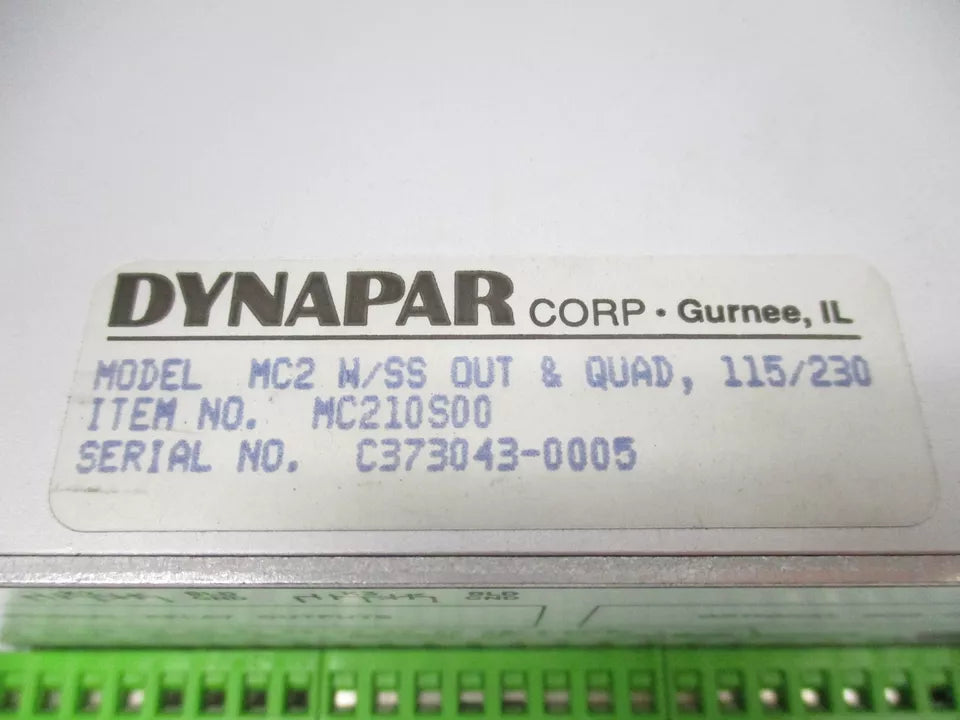 DYNAPAR CORP • Gurnee, IL
MODEL MC2 W/SS OUT & QUAD, 115/230
ITEM NO. MC210S00
SERIAL NO. C373043-0005